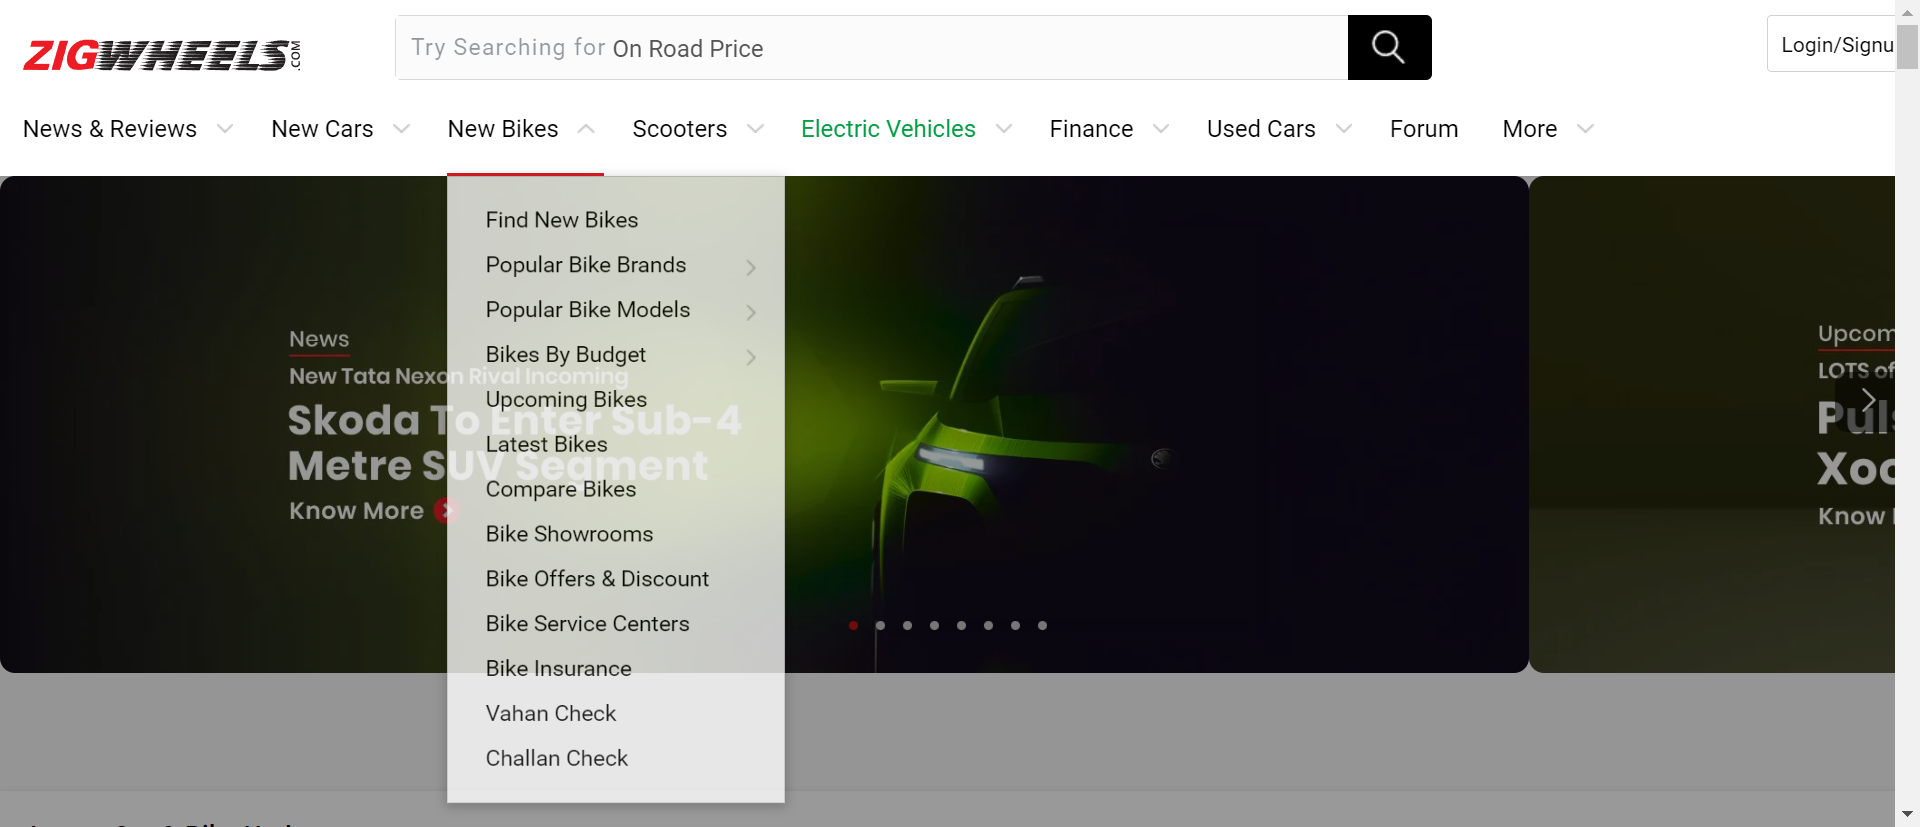 ZIGWHEELS.COM
Try Searching for On Road Price
Login/Signu
News & Reviews New Cars New Bikes Scooters Electric Vehicles Finance Used Cars Forum More
Find New Bikes
Popular Bike Brands
Popular Bike Models
Bikes By Budget
Upcoming Bikes
Latest Bikes
Compare Bikes
Bike Showrooms
Bike Offers & Discount
Bike Service Centers
Bike Insurance
Vahan Check
Challan Check
News
New Tata Nexon Rival Incoming
Skoda To Enter Sub-4
Metre SUV Segment
Know More
Upcom
LOTS of
Puls
Xoc
Know